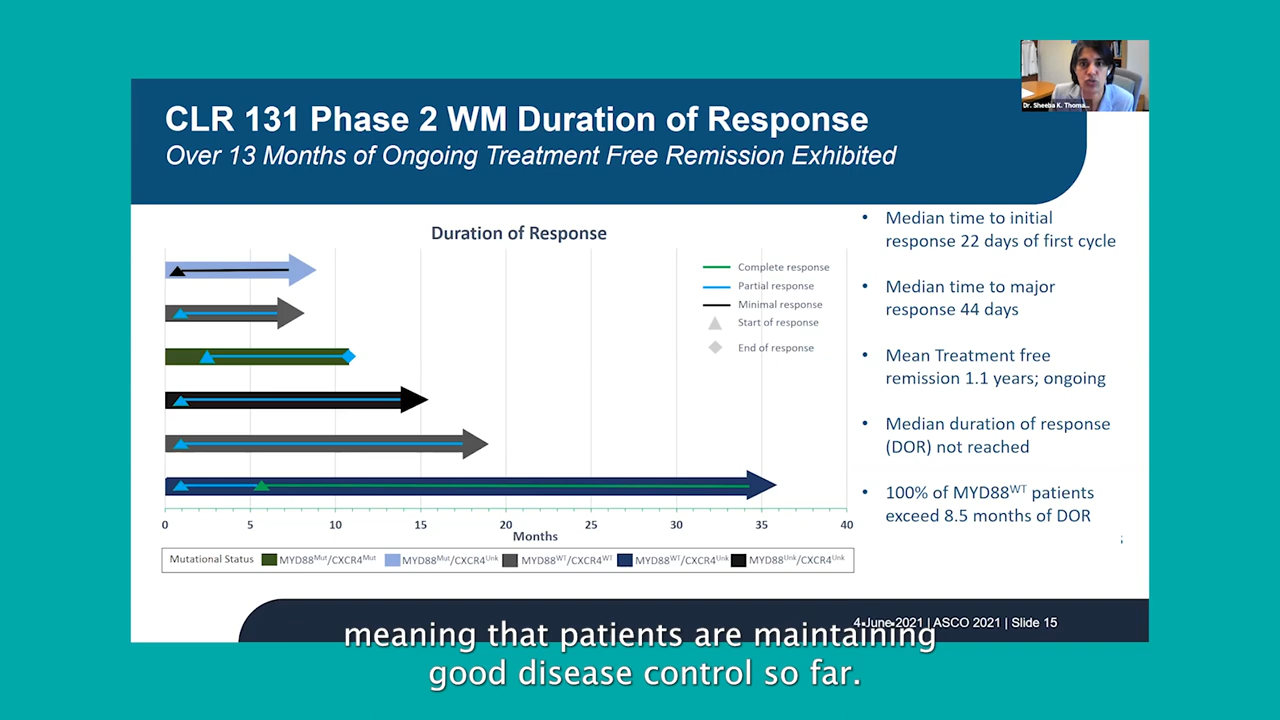 Dr. Sheeba K. Thoma...
CLR 131 Phase 2 WM Duration of Response
Over 13 Months of Ongoing Treatment Free Remission Exhibited
Duration of Response
Complete response
Partial response
Minimal response
Start of response
End of response
0 5 10 15 20 25 30 35 40
Months
Mutational Status MYD88Mut/CXCR4Mut MYD88Mut/CXCR4Unk MYD88WT/CXCR4WT MYD88WT/CXCR4Unk MYD88Unk/CXCR4Unk
• Median time to initial
response 22 days of first cycle
• Median time to major
response 44 days
• Mean Treatment free
remission 1.1 years; ongoing
• Median duration of response
(DOR) not reached
• 100% of MYD88WT patients
exceed 8.5 months of DOR
4-June-2021 | ASCO 2021 | Slide 15
meaning that patients are maintaining
good disease control so far.